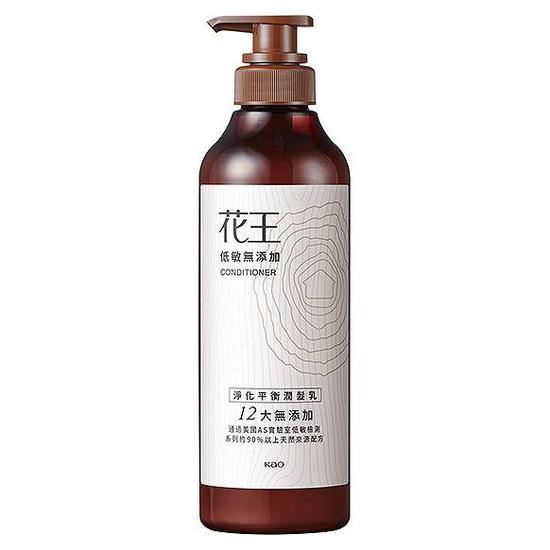 花王
低敏無添加
CONDITIONER
淨化平衡潤髮乳
12大無添加
通過美國AS實驗室低敏檢測
系列約90%以上天然來源配方
Kao